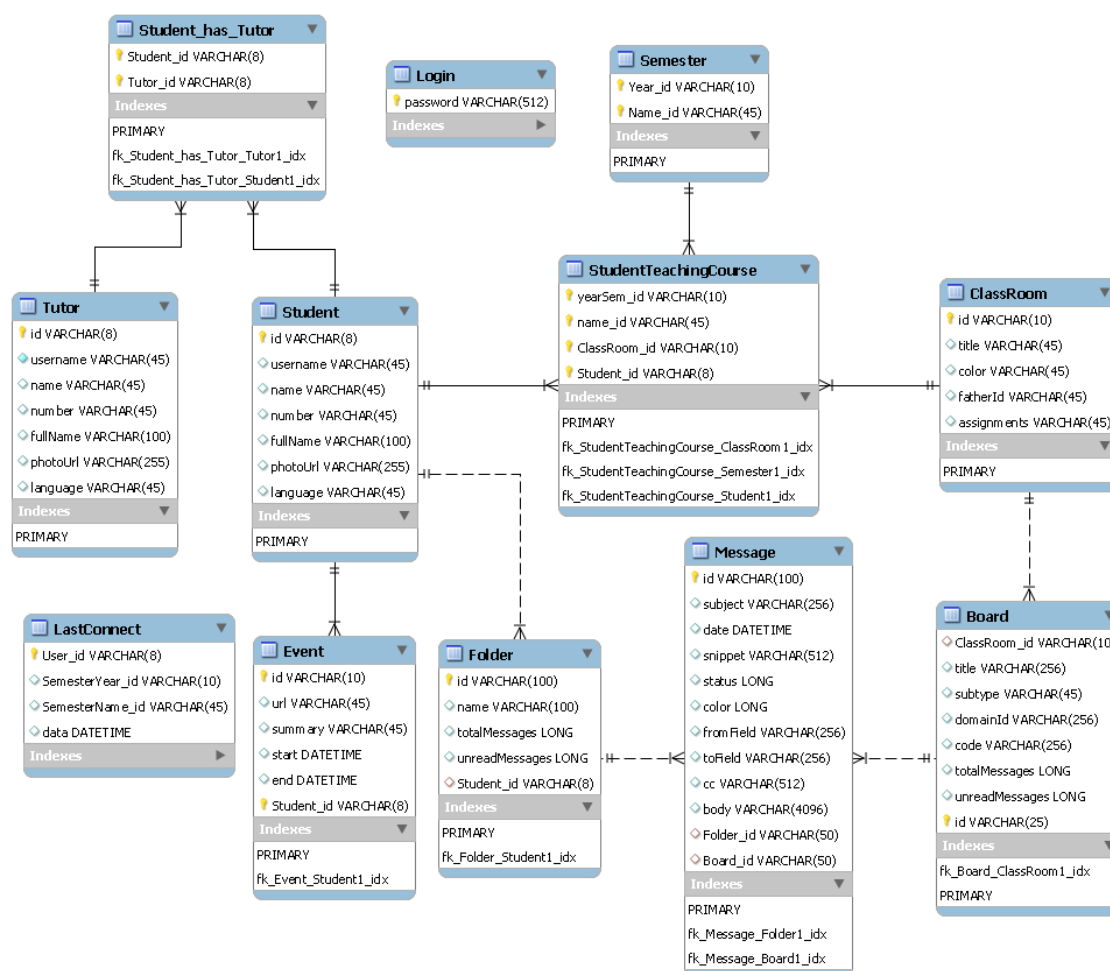 Student_has_Tutor
Student_id VARCHAR(8)
Tutor_id VARCHAR(8)
Indexes
PRIMARY
fk_Student_has_Tutor_Tutor1_idx
fk_Student_has_Tutor_Student1_idx
Login
password VARCHAR(512)
Indexes
Semester
Year_id VARCHAR(10)
Name_id VARCHAR(45)
Indexes
PRIMARY
Tutor
id VARCHAR(8)
username VARCHAR(45)
name VARCHAR(45)
number VARCHAR(45)
fullName VARCHAR(100)
photoUrl VARCHAR(255)
language VARCHAR(45)
Indexes
PRIMARY
Student
id VARCHAR(8)
username VARCHAR(45)
name VARCHAR(45)
number VARCHAR(45)
fullName VARCHAR(100)
photoUrl VARCHAR(255)
language VARCHAR(45)
Indexes
PRIMARY
StudentTeachingCourse
yearSem_id VARCHAR(10)
name_id VARCHAR(45)
ClassRoom_id VARCHAR(10)
Student_id VARCHAR(8)
Indexes
PRIMARY
fk_StudentTeachingCourse_ClassRoom1_idx
fk_StudentTeachingCourse_Semester1_idx
fk_StudentTeachingCourse_Student1_idx
ClassRoom
id VARCHAR(10)
title VARCHAR(45)
color VARCHAR(45)
fatherId VARCHAR(45)
assignments VARCHAR(45)
Indexes
PRIMARY
LastConnect
User_id VARCHAR(8)
SemesterYear_id VARCHAR(10)
SemesterName_id VARCHAR(45)
data DATETIME
Indexes
Event
id VARCHAR(10)
url VARCHAR(45)
summary VARCHAR(45)
start DATETIME
end DATETIME
Student_id VARCHAR(8)
Indexes
PRIMARY
fk_Event_Student1_idx
Folder
id VARCHAR(100)
name VARCHAR(100)
totalMessages LONG
unreadMessages LONG
Student_id VARCHAR(8)
Indexes
PRIMARY
fk_Folder_Student1_idx
Message
id VARCHAR(100)
subject VARCHAR(256)
date DATETIME
snippet VARCHAR(512)
status LONG
color LONG
fromField VARCHAR(256)
toField VARCHAR(256)
cc VARCHAR(512)
body VARCHAR(4096)
Folder_id VARCHAR(50)
Board_id VARCHAR(50)
Indexes
PRIMARY
fk_Message_Folder1_idx
fk_Message_Board1_idx
Board
ClassRoom_id VARCHAR(10
title VARCHAR(256)
subtype VARCHAR(45)
domainId VARCHAR(256)
code VARCHAR(256)
totalMessages LONG
unreadMessages LONG
id VARCHAR(25)
Indexes
fk_Board_ClassRoom1_idx
PRIMARY